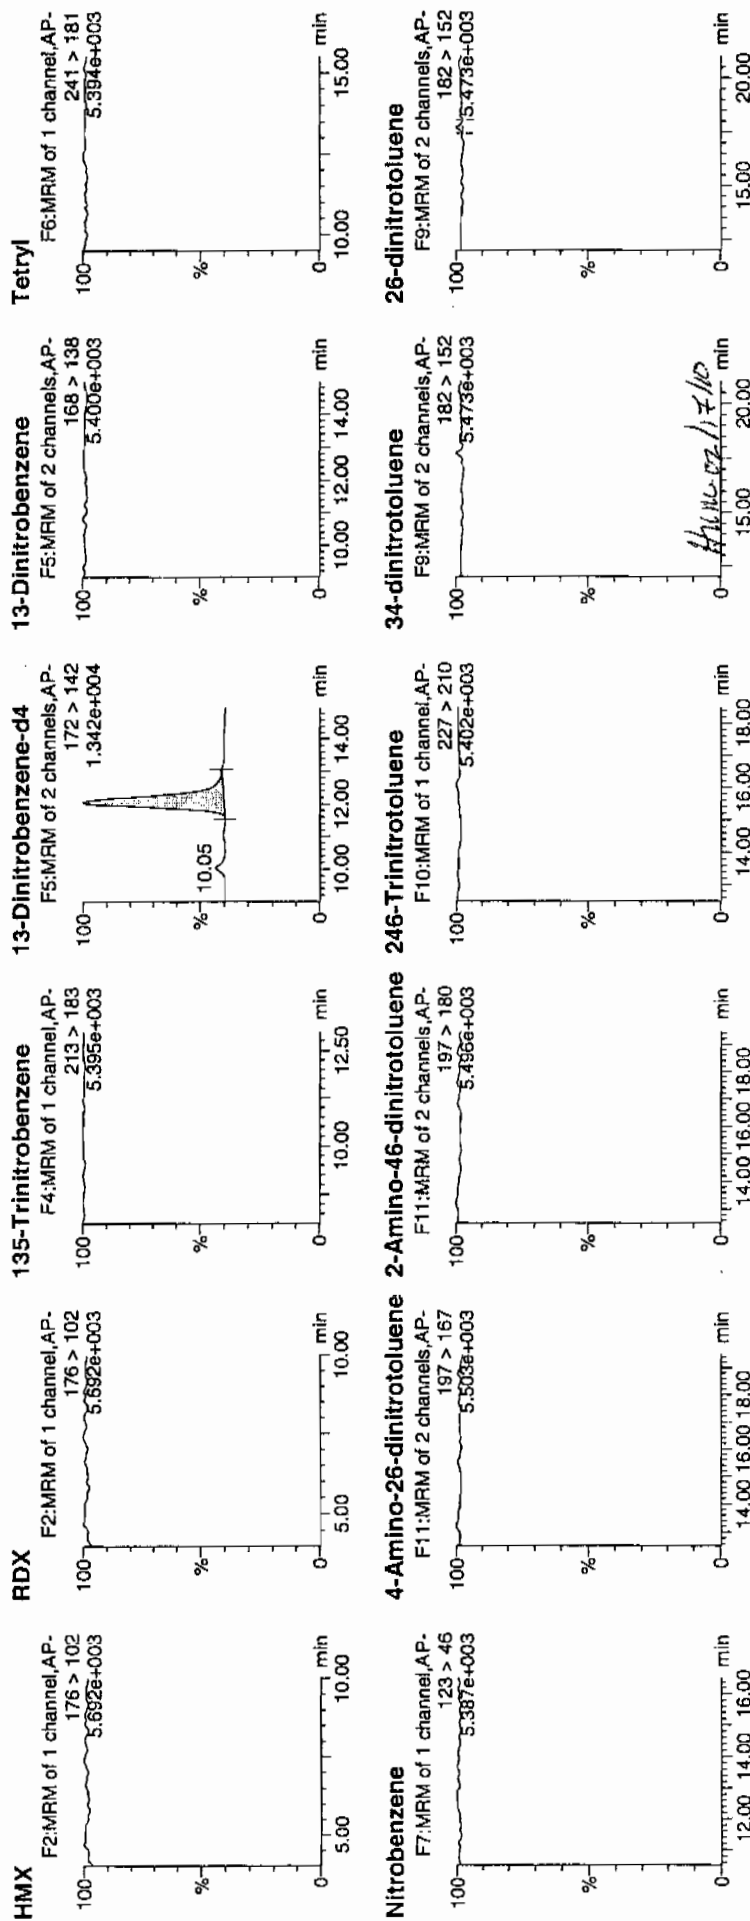 HMX
F2:MRM of 1 channel,AP-
176 > 102
5.692e+003
100
%
0
5.00
10.00
min
RDX
F2:MRM of 1 channel,AP-
176 > 102
5.692e+003
100
%
0
5.00
10.00
min
135-Trinitrobenzene
F4:MRM of 1 channel,AP-
213 > 183
5.395e+003
100
%
0
10.00
12.50
min
13-Dinitrobenzene-d4
F5:MRM of 2 channels,AP-
172 > 142
1.342e+004
100
10.05
%
0
10.00
12.00
14.00
min
13-Dinitrobenzene
F5:MRM of 2 channels,AP-
168 > 138
5.400e+003
100
%
0
10.00
12.00
14.00
min
Tetryl
F6:MRM of 1 channel,AP-
241 > 181
5.394e+003
100
%
0
10.00
15.00
min
Nitrobenzene
F7:MRM of 1 channel,AP-
123 > 46
5.387e+003
100
%
0
12.00
14.00
16.00
min
4-Amino-26-dinitrotoluene
F11:MRM of 2 channels,AP-
197 > 167
5.503e+003
100
%
0
14.00
16.00
18.00
min
2-Amino-46-dinitrotoluene
F11:MRM of 2 channels,AP-
197 > 180
5.496e+003
100
%
0
14.00
16.00
18.00
min
246-Trinitrotoluene
F10:MRM of 1 channel,AP-
227 > 210
5.402e+003
100
%
0
14.00
16.00
18.00
min
34-dinitrotoluene
F9:MRM of 2 channels,AP-
182 > 152
5.473e+003
100
%
0
15.00
20.00
min
02/17/10
26-dinitrotoluene
F9:MRM of 2 channels,AP-
182 > 152
5.473e+003
100
%
0
15.00
20.00
min